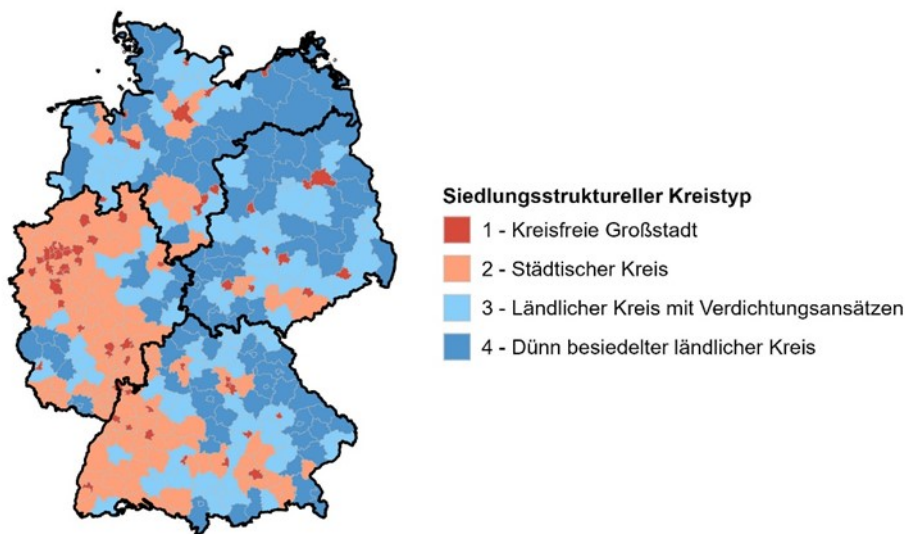 Siedlungsstruktureller Kreistyp
1 - Kreisfreie Großstadt
2 - Städtischer Kreis
3 - Ländlicher Kreis mit Verdichtungsansätzen
4 - Dünn besiedelter ländlicher Kreis